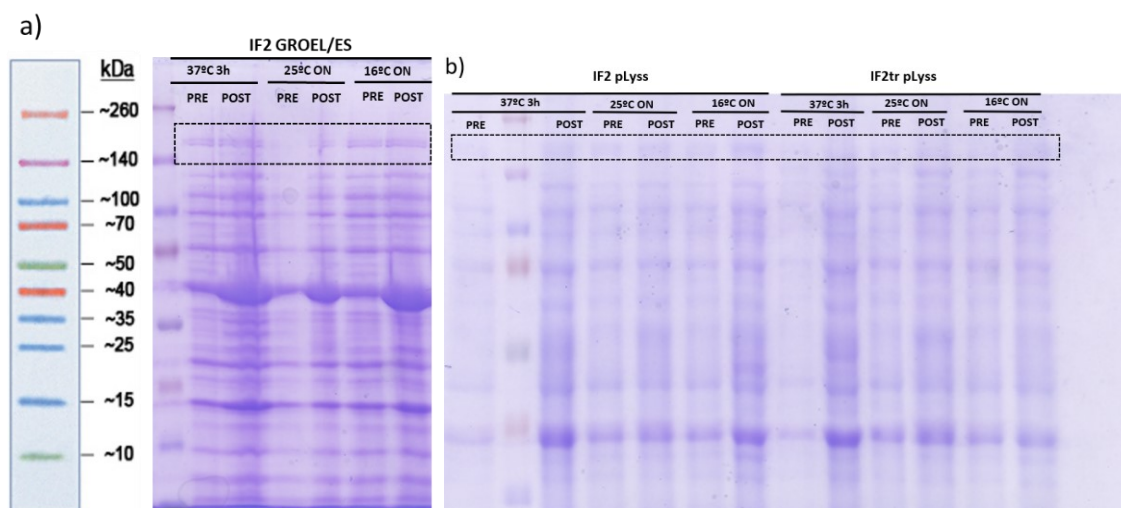 a)
kDa
~260
~140
~100
~70
~50
~40
~35
~25
~15
~10
IF2 GROEL/ES
37ºC 3h 25ºC ON 16ºC ON
PRE POST PRE POST PRE POST
b)
IF2 pLyss IF2tr pLyss
37ºC 3h 25ºC ON 16ºC ON 37ºC 3h 25ºC ON 16ºC ON
PRE POST PRE POST PRE POST PRE POST PRE POST PRE POST